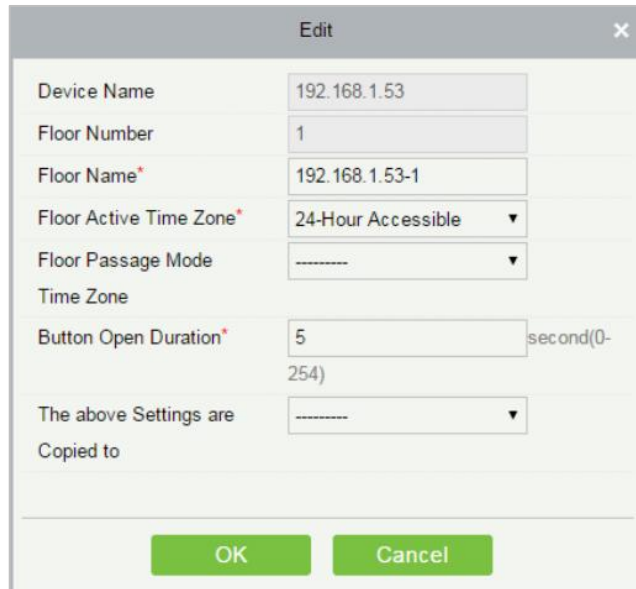 Edit ×
Device Name 192.168.1.53
Floor Number 1
Floor Name* 192.168.1.53-1
Floor Active Time Zone* 24-Hour Accessible
Floor Passage Mode ---------
Time Zone
Button Open Duration* 5 second(0-
254)
The above Settings are ---------
Copied to
OK Cancel